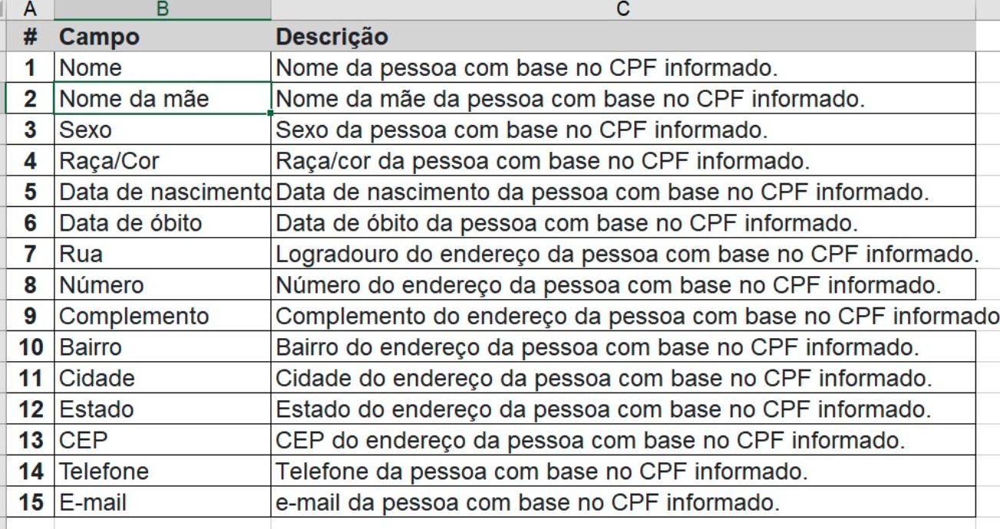 A B C
# Campo Descrição
1 Nome Nome da pessoa com base no CPF informado.
2 Nome da mãe Nome da mãe da pessoa com base no CPF informado.
3 Sexo Sexo da pessoa com base no CPF informado.
4 Raça/Cor Raça/cor da pessoa com base no CPF informado.
5 Data de nascimento Data de nascimento da pessoa com base no CPF informado.
6 Data de óbito Data de óbito da pessoa com base no CPF informado.
7 Rua Logradouro do endereço da pessoa com base no CPF informado.
8 Número Número do endereço da pessoa com base no CPF informado.
9 Complemento Complemento do endereço da pessoa com base no CPF informado
10 Bairro Bairro do endereço da pessoa com base no CPF informado.
11 Cidade Cidade do endereço da pessoa com base no CPF informado.
12 Estado Estado do endereço da pessoa com base no CPF informado.
13 CEP CEP do endereço da pessoa com base no CPF informado.
14 Telefone Telefone da pessoa com base no CPF informado.
15 E-mail e-mail da pessoa com base no CPF informado.